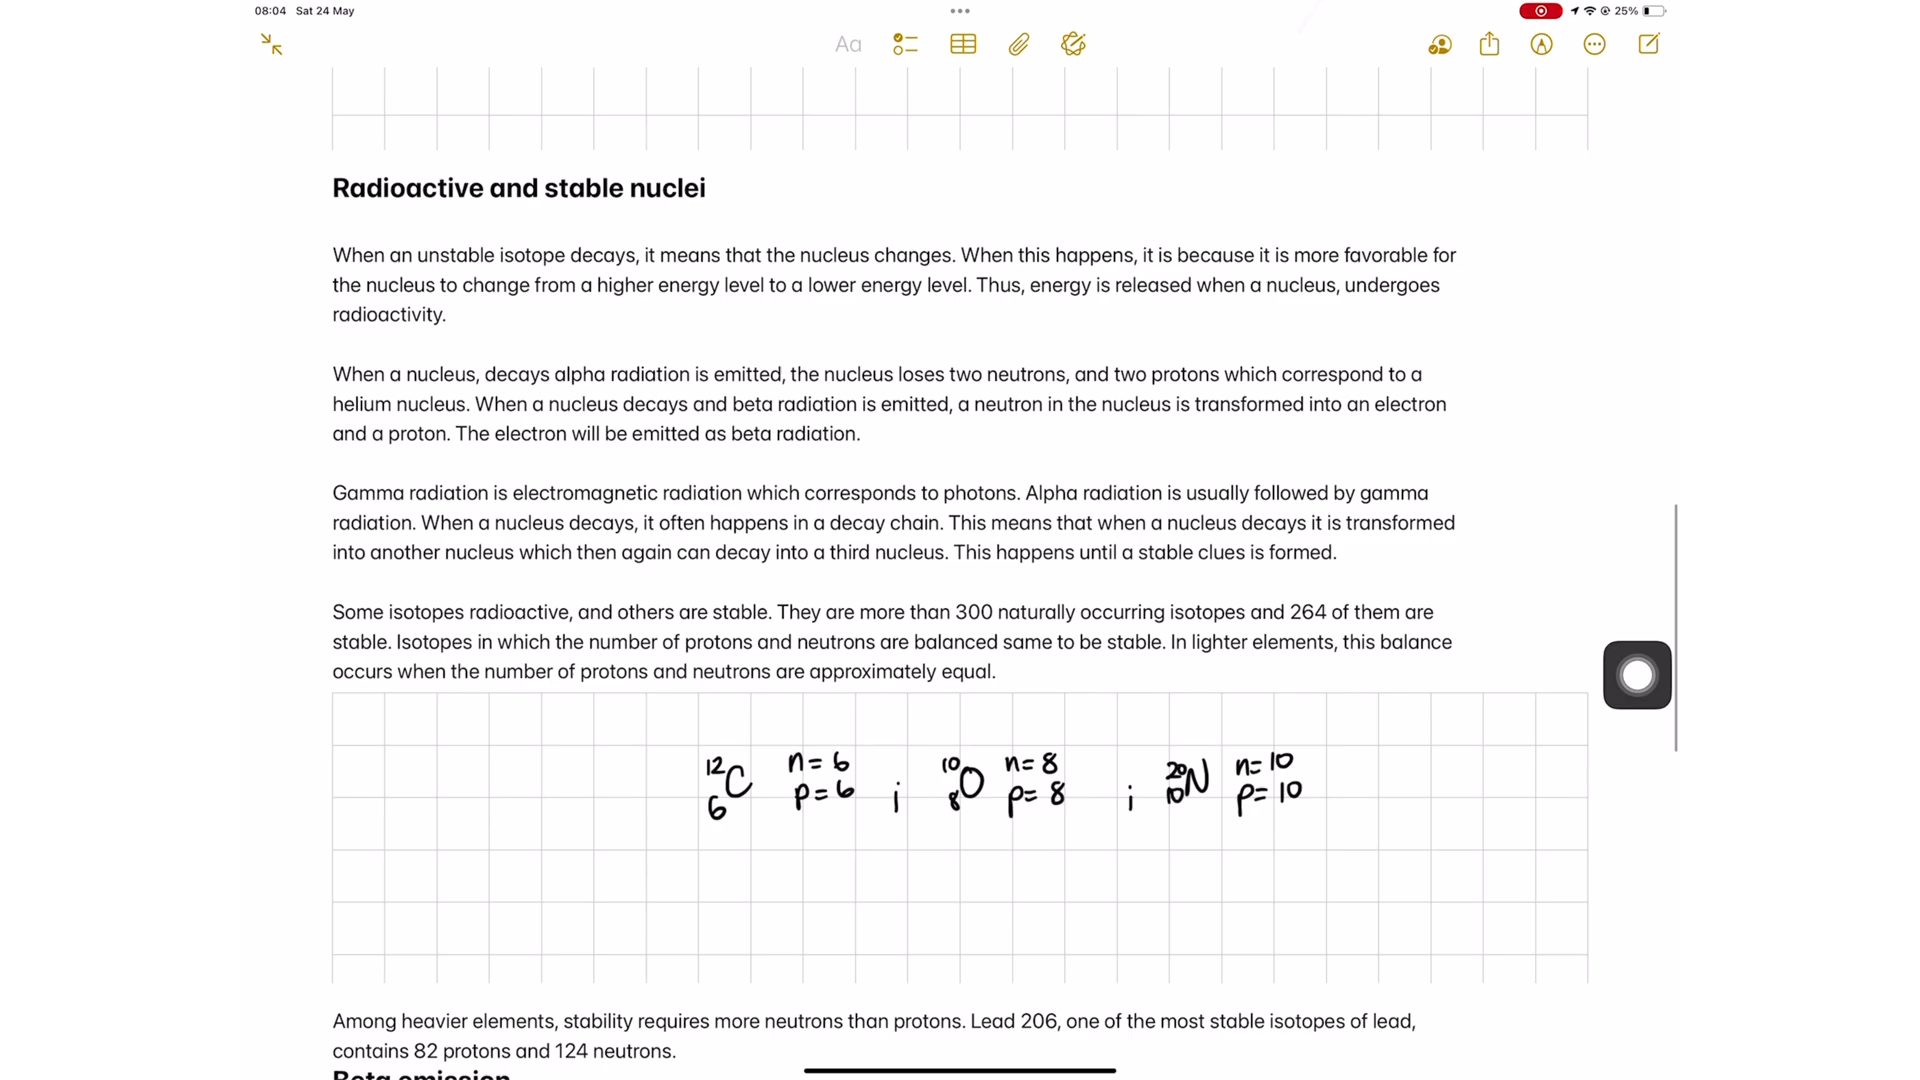 08:04 Sat 24 May
25%
Aa
Radioactive and stable nuclei
When an unstable isotope decays, it means that the nucleus changes. When this happens, it is because it is more favorable for
the nucleus to change from a higher energy level to a lower energy level. Thus, energy is released when a nucleus, undergoes
radioactivity.
When a nucleus, decays alpha radiation is emitted, the nucleus loses two neutrons, and two protons which correspond to a
helium nucleus. When a nucleus decays and beta radiation is emitted, a neutron in the nucleus is transformed into an electron
and a proton. The electron will be emitted as beta radiation.
Gamma radiation is electromagnetic radiation which corresponds to photons. Alpha radiation is usually followed by gamma
radiation. When a nucleus decays, it often happens in a decay chain. This means that when a nucleus decays it is transformed
into another nucleus which then again can decay into a third nucleus. This happens until a stable clues is formed.
Some isotopes radioactive, and others are stable. They are more than 300 naturally occurring isotopes and 264 of them are
stable. Isotopes in which the number of protons and neutrons are balanced same to be stable. In lighter elements, this balance
occurs when the number of protons and neutrons are approximately equal.
12 6 C n=6 p=6 ; 10 8 O n=8 p=8 ; 20 10 N n=10 p=10
Among heavier elements, stability requires more neutrons than protons. Lead 206, one of the most stable isotopes of lead,
contains 82 protons and 124 neutrons.
Beta emission